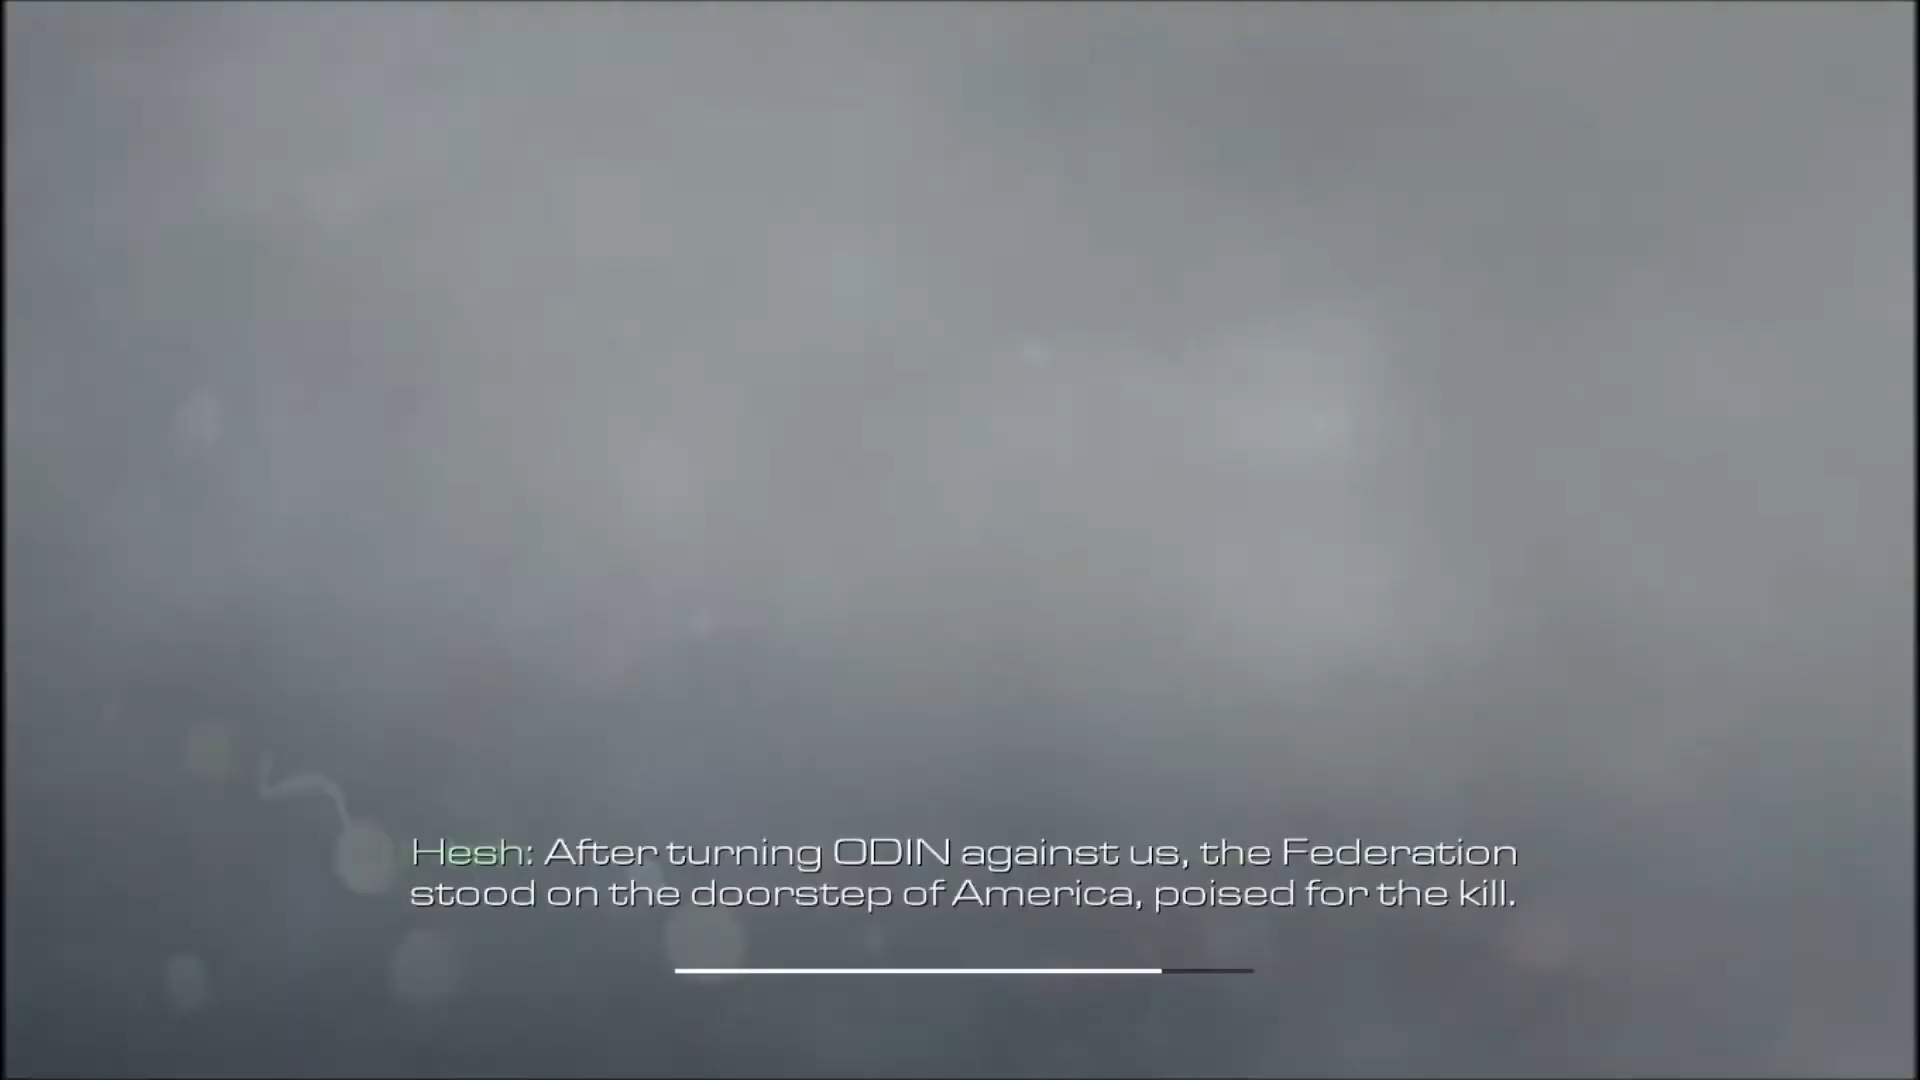 Hesh: After turning ODIN against us, the Federation
stood on the doorstep of America, poised for the kill.